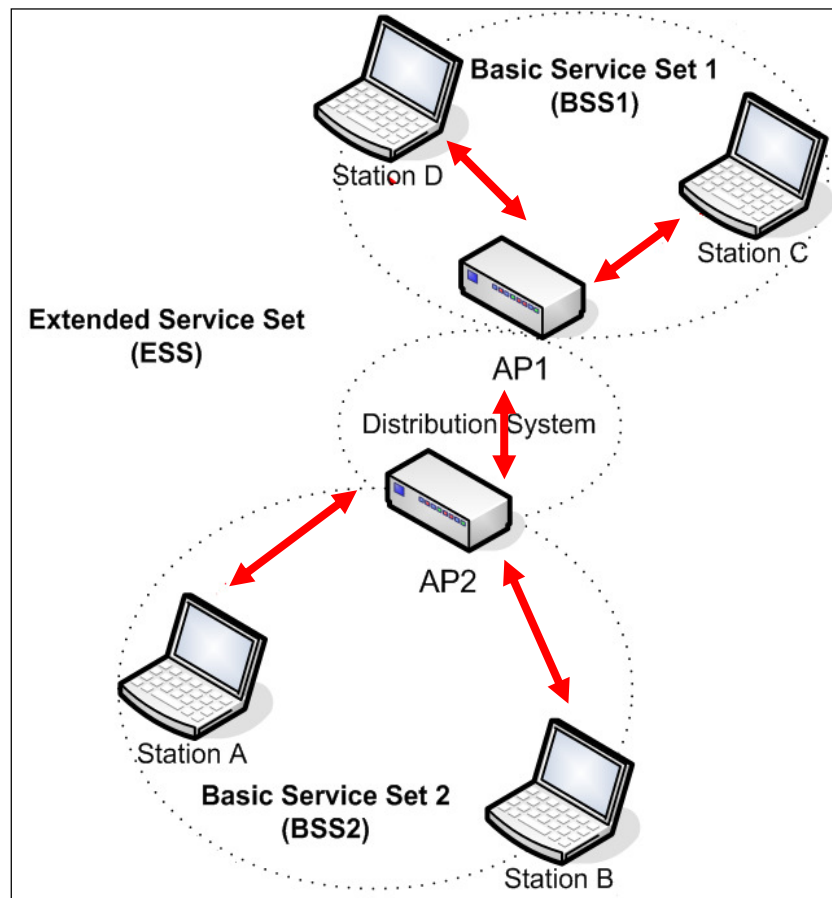 Basic Service Set 1
(BSS1)
Station D
Station C
Extended Service Set
(ESS)
AP1
Distribution System
AP2
Station A
Basic Service Set 2
(BSS2)
Station B